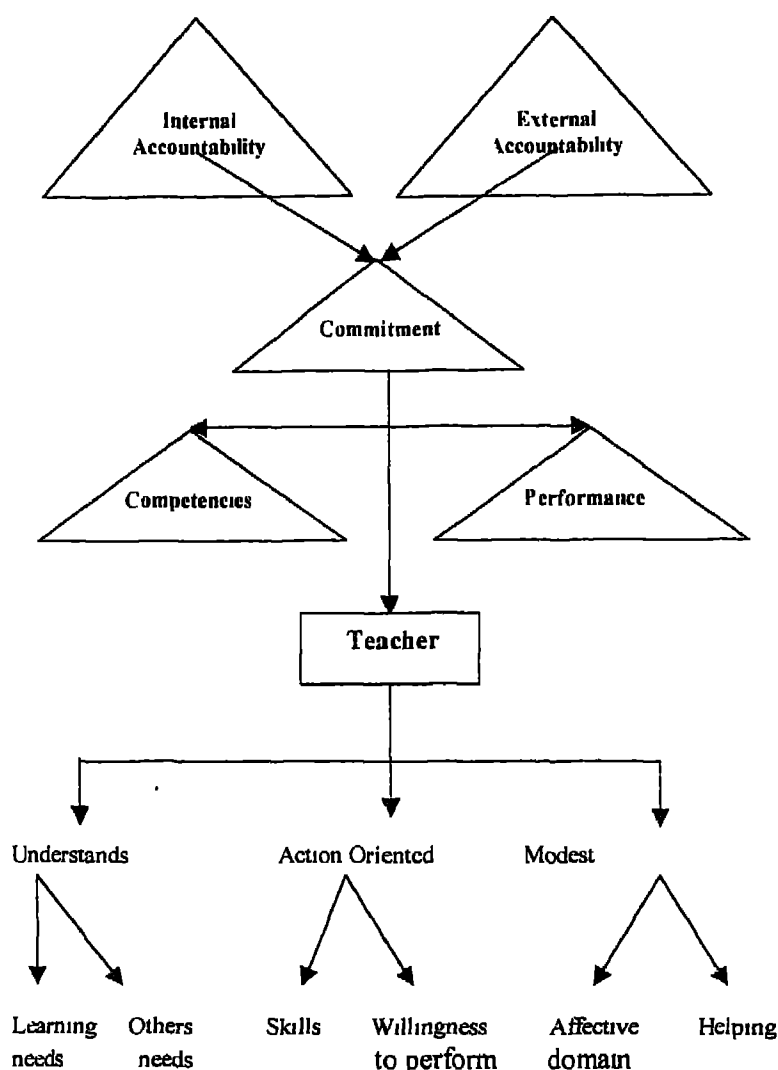 Internal
Accountability
External
Accountability
Commitment
Competencies
Performance
Teacher
Understands
Action Oriented
Modest
Learning
needs
Others
needs
Skills
Willingness
to perform
Affective
domain
Helping